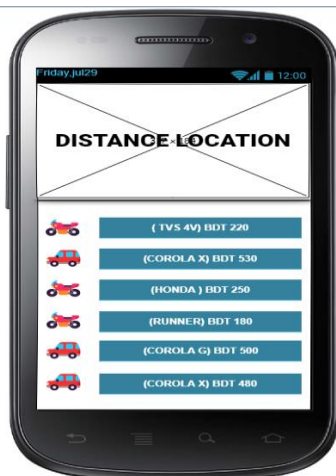 Friday,jul29 12:00
DISTANCE LOCATION
( TVS 4V) BDT 220
(COROLA X) BDT 530
(HONDA ) BDT 250
(RUNNER) BDT 180
(COROLA G) BDT 500
(COROLA X) BDT 480